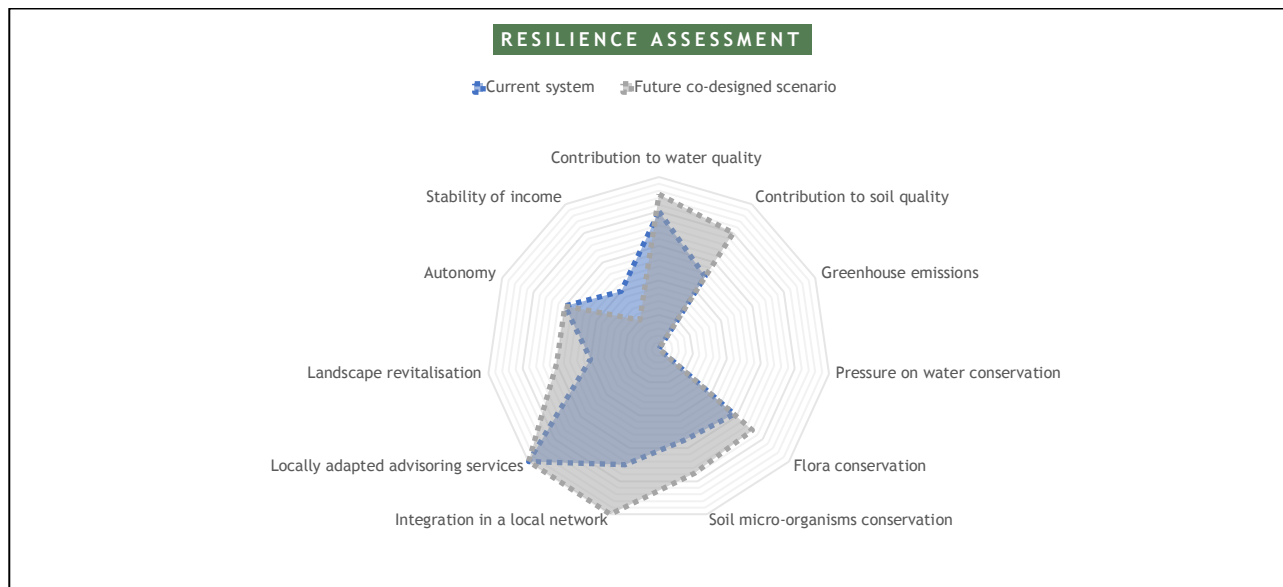 RESILIENCE ASSESSMENT
Current system
Future co-designed scenario
Contribution to water quality
Stability of income
Contribution to soil quality
Autonomy
Greenhouse emissions
Landscape revitalisation
Pressure on water conservation
Locally adapted advisoring services
Flora conservation
Integration in a local network
Soil micro-organisms conservation